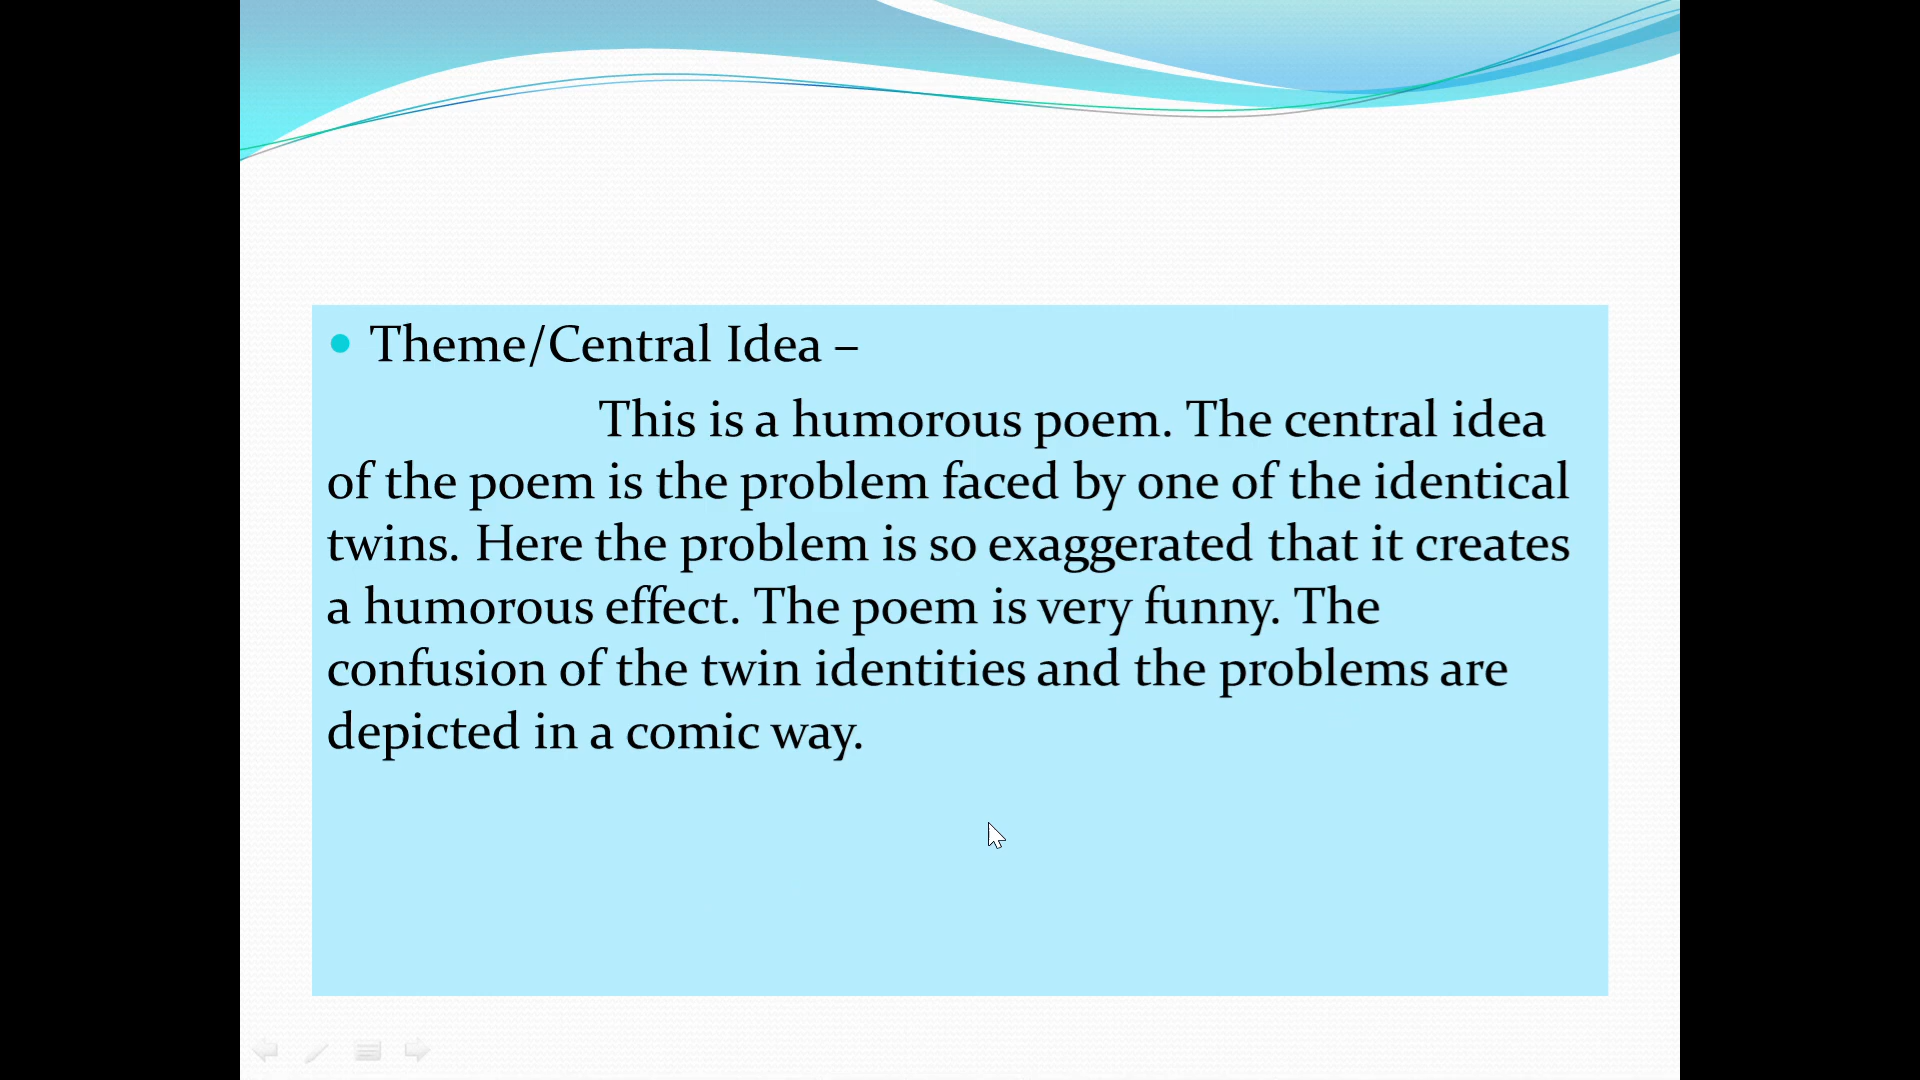 Theme/Central Idea –
This is a humorous poem. The central idea
of the poem is the problem faced by one of the identical
twins. Here the problem is so exaggerated that it creates
a humorous effect. The poem is very funny. The
confusion of the twin identities and the problems are
depicted in a comic way.